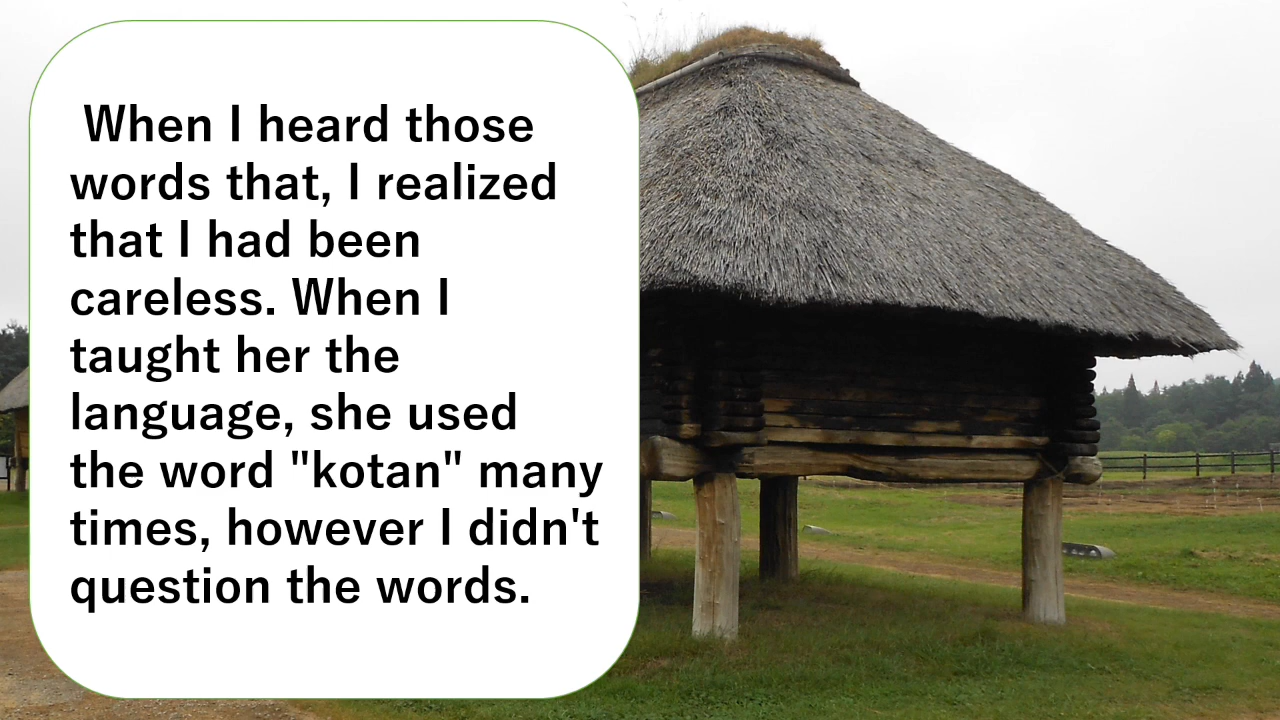 When I heard those
words that, I realized
that I had been
careless. When I
taught her the
language, she used
the word "kotan" many
times, however I didn't
question the words.